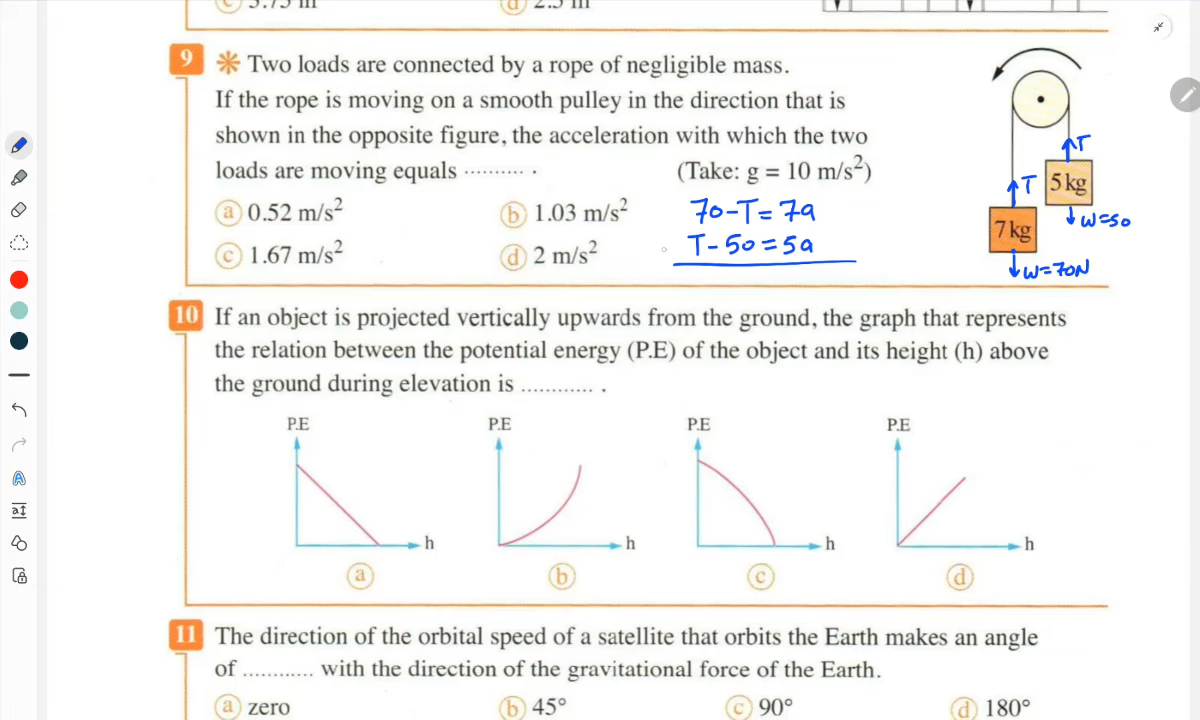 9 * Two loads are connected by a rope of negligible mass.
If the rope is moving on a smooth pulley in the direction that is
shown in the opposite figure, the acceleration with which the two
loads are moving equals .......... . (Take: g = 10 m/s²)
a 0.52 m/s² b 1.03 m/s²
c 1.67 m/s² d 2 m/s²
70-T=7a
T-50=5a
T
T
5 kg
W=50
7 kg
W=70N
10 If an object is projected vertically upwards from the ground, the graph that represents
the relation between the potential energy (P.E) of the object and its height (h) above
the ground during elevation is ............ .
P.E P.E P.E P.E
h h h h
a b c d
11 The direction of the orbital speed of a satellite that orbits the Earth makes an angle
of ............ with the direction of the gravitational force of the Earth.
a zero b 45° c 90° d 180°